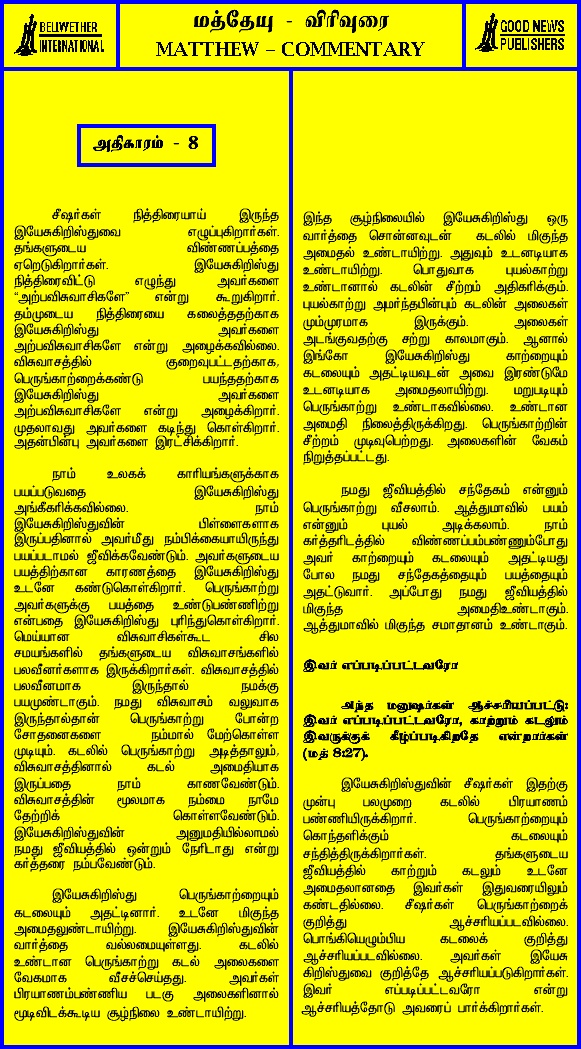 BELLWETHER
INTERNATIONAL
மத்தேயு - விரிவுரை
MATTHEW – COMMENTARY
GOOD NEWS
PUBLISHERS
அதிகாரம் - 8
சீஷர்கள் நித்திரையாய் இருந்த
இயேசுகிறிஸ்துவை எழுப்புகிறார்கள்.
தங்களுடைய விண்ணப்பத்தை
ஏறெடுகிறார்கள். இயேசுகிறிஸ்து
நித்திரைவிட்டு எழுந்து அவர்களை
“அற்பவிசுவாசிகளே” என்று கூறுகிறார்.
தம்முடைய நித்திரையை கலைத்ததற்காக
இயேசுகிறிஸ்து அவர்களை
அற்பவிசுவாசிகளே என்று அழைக்கவில்லை.
விசுவாசத்தில் குறைவுபட்டதற்காக,
பெருங்காற்றைக்கண்டு பயந்ததற்காக
இயேசுகிறிஸ்து அவர்களை
அற்பவிசுவாசிகளே என்று அழைக்கிறார்.
முதலாவது அவர்களை கடிந்து கொள்கிறார்.
அதன்பின்பு அவர்களை இரட்சிக்கிறார்.
நாம் உலகக் காரியங்களுக்காக
பயப்படுவதை இயேசுகிறிஸ்து
அங்கீகரிக்கவில்லை. நாம்
இயேசுகிறிஸ்துவின் பிள்ளைகளாக
இருப்பதினால் அவர்மீது நம்பிக்கையாயிருந்து
பயப்படாமல் ஜீவிக்கவேண்டும். அவர்களுடைய
பயத்திற்கான காரணத்தை இயேசுகிறிஸ்து
உடனே கண்டுகொள்கிறார். பெருங்காற்று
அவர்களுக்கு பயத்தை உண்டுபண்ணிற்று
என்பதை இயேசுகிறிஸ்து புரிந்துகொள்கிறார்.
மெய்யான விசுவாசிகள்கூட சில
சமயங்களில் தங்களுடைய விசுவாசங்களில்
பலவீனர்களாக இருக்கிறார்கள். விசுவாசத்தில்
பலவீனமாக இருந்தால் நமக்கு
பயமுண்டாகும். நமது விசுவாசம் வலுவாக
இருந்தால்தான் பெருங்காற்று போன்ற
சோதனைகளை நம்மால் மேற்கொள்ள
முடியும். கடலில் பெருங்காற்று அடித்தாலும்,
விசுவாசத்தினால் கடல் அமைதியாக
இருப்பதை நாம் காணவேண்டும்.
விசுவாசத்தின் மூலமாக நம்மை நாமே
தேற்றிக் கொள்ளவேண்டும்.
இயேசுகிறிஸ்துவின் அனுமதியில்லாமல்
நமது ஜீவியத்தில் ஒன்றும் நேரிடாது என்று
கர்த்தரை நம்பவேண்டும்.
இயேசுகிறிஸ்து பெருங்காற்றையும்
கடலையும் அதட்டினார். உடனே மிகுந்த
அமைதலுண்டாயிற்று. இயேசுகிறிஸ்துவின்
வார்த்தை வல்லமையுள்ளது. கடலில்
உண்டான பெருங்காற்று கடல் அலைகளை
வேகமாக வீசச்செய்தது. அவர்கள்
பிரயாணம்பண்ணிய படகு அலைகளினால்
மூடிவிடக்கூடிய சூழ்நிலை உண்டாயிற்று.
இந்த சூழ்நிலையில் இயேசுகிறிஸ்து ஒரு
வார்த்தை சொன்னவுடன் கடலில் மிகுந்த
அமைதல் உண்டாயிற்று. அதுவும் உடனடியாக
உண்டாயிற்று. பொதுவாக புயல்காற்று
உண்டானால் கடலின் சீற்றம் அதிகரிக்கும்.
புயல்காற்று அமர்ந்தபின்பும் கடலின் அலைகள்
மும்முரமாக இருக்கும். அலைகள்
அடங்குவதற்கு சற்று காலமாகும். ஆனால்
இங்கோ இயேசுகிறிஸ்து காற்றையும்
கடலையும் அதட்டியவுடன் அவை இரண்டுமே
உடனடியாக அமைதலாயிற்று. மறுபடியும்
பெருங்காற்று உண்டாகவில்லை. உண்டான
அமைதி நிலைத்திருக்கிறது. பெருங்காற்றின்
சீற்றம் முடிவுபெற்றது. அலைகளின் வேகம்
நிறுத்தப்பட்டது.
நமது ஜீவியத்தில் சந்தேகம் என்னும்
பெருங்காற்று வீசலாம். ஆத்துமாவில் பயம்
என்னும் புயல் அடிக்கலாம். நாம்
கர்த்தரிடத்தில் விண்ணப்பம்பண்ணும்போது
அவர் காற்றையும் கடலையும் அதட்டியது
போல நமது சந்தேகத்தையும் பயத்தையும்
அதட்டுவார். அப்போது நமது ஜீவியத்தில்
மிகுந்த அமைதிஉண்டாகும்.
ஆத்துமாவில் மிகுந்த சமாதானம் உண்டாகும்.
இவர் எப்படிப்பட்டவரோ
அந்த மனுஷர்கள் ஆச்சரியப்பட்டு:
இவர் எப்படிப்பட்டவரோ, காற்றும் கடலும்
இவருக்குக் கீழ்ப்படிகிறதே என்றார்கள்
(மத் 8:27).
இயேசுகிறிஸ்துவின் சீஷர்கள் இதற்கு
முன்பு பலமுறை கடலில் பிரயாணம்
பண்ணியிருக்கிறார். பெருங்காற்றையும்
கொந்தளிக்கும் கடலையும்
சந்தித்திருக்கிறார்கள். தங்களுடைய
ஜீவியத்தில் காற்றும் கடலும் உடனே
அமைதலானதை இவர்கள் இதுவரையிலும்
கண்டதில்லை. சீஷர்கள் பெருங்காற்றைக்
குறித்து ஆச்சரியப்படவில்லை.
பொங்கியெழும்பிய கடலைக் குறித்து
ஆச்சரியப்படவில்லை. அவர்கள் இயேசு
கிறிஸ்துவை குறித்தே ஆச்சரியப்படுகிறார்கள்.
இவர் எப்படிப்பட்டவரோ என்று
ஆச்சரியத்தோடு அவரைப் பார்க்கிறார்கள்.